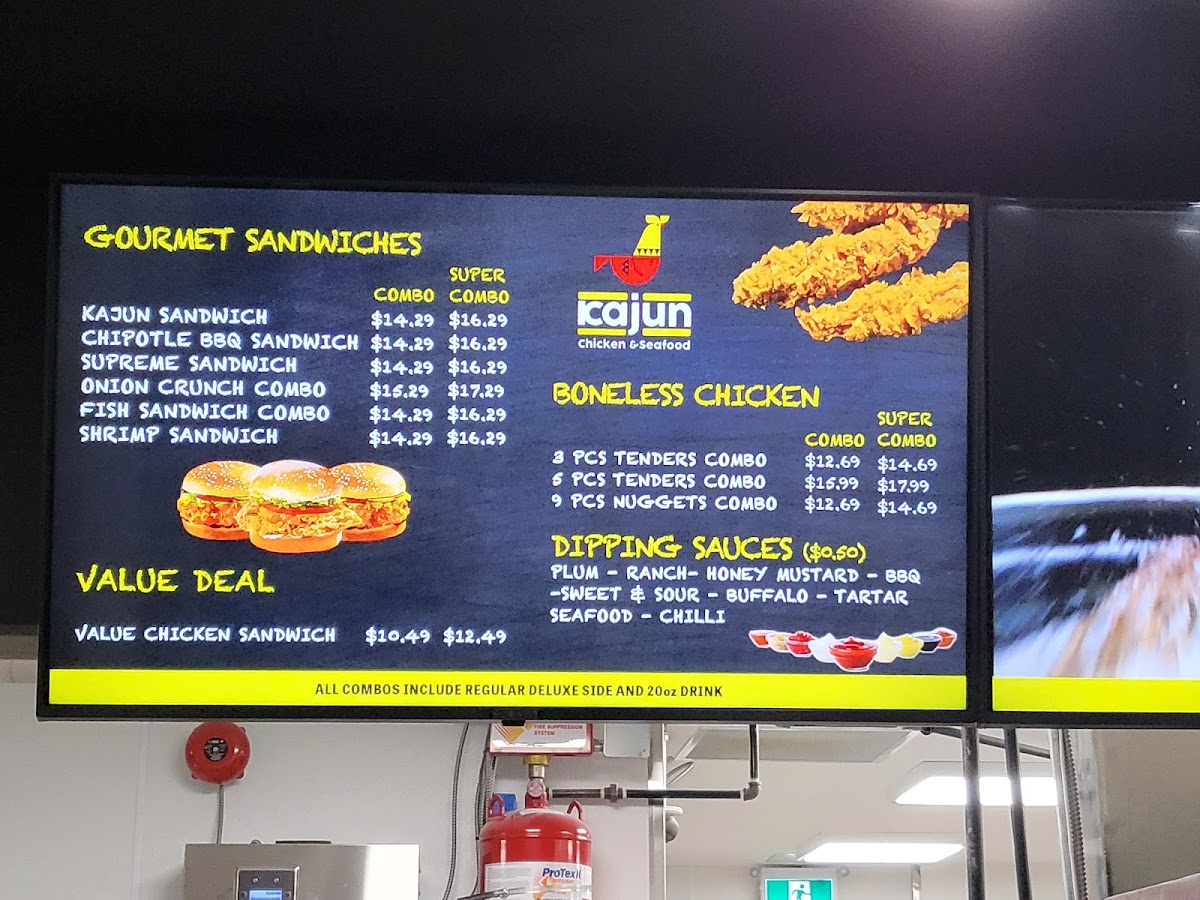 GOURMET SANDWICHES
SUPER
COMBO COMBO
KAJUN SANDWICH $14.29 $16.29
CHIPOTLE BBQ SANDWICH $14.29 $16.29
SUPREME SANDWICH $14.29 $16.29
ONION CRUNCH COMBO $15.29 $17.29
FISH SANDWICH COMBO $14.29 $16.29
SHRIMP SANDWICH $14.29 $16.29
VALUE DEAL
VALUE CHICKEN SANDWICH $10.49 $12.49
kajun
Chicken & Seafood
BONELESS CHICKEN
SUPER
COMBO COMBO
3 PCS TENDERS COMBO $12.69 $14.69
5 PCS TENDERS COMBO $15.99 $17.99
9 PCS NUGGETS COMBO $12.69 $14.69
DIPPING SAUCES ($0.50)
PLUM - RANCH- HONEY MUSTARD - BBQ
-SWEET & SOUR - BUFFALO - TARTAR
SEAFOOD - CHILLI
ALL COMBOS INCLUDE REGULAR DELUXE SIDE AND 20oz DRINK
FIRE SUPPRESSION
SYSTEM
ProTex